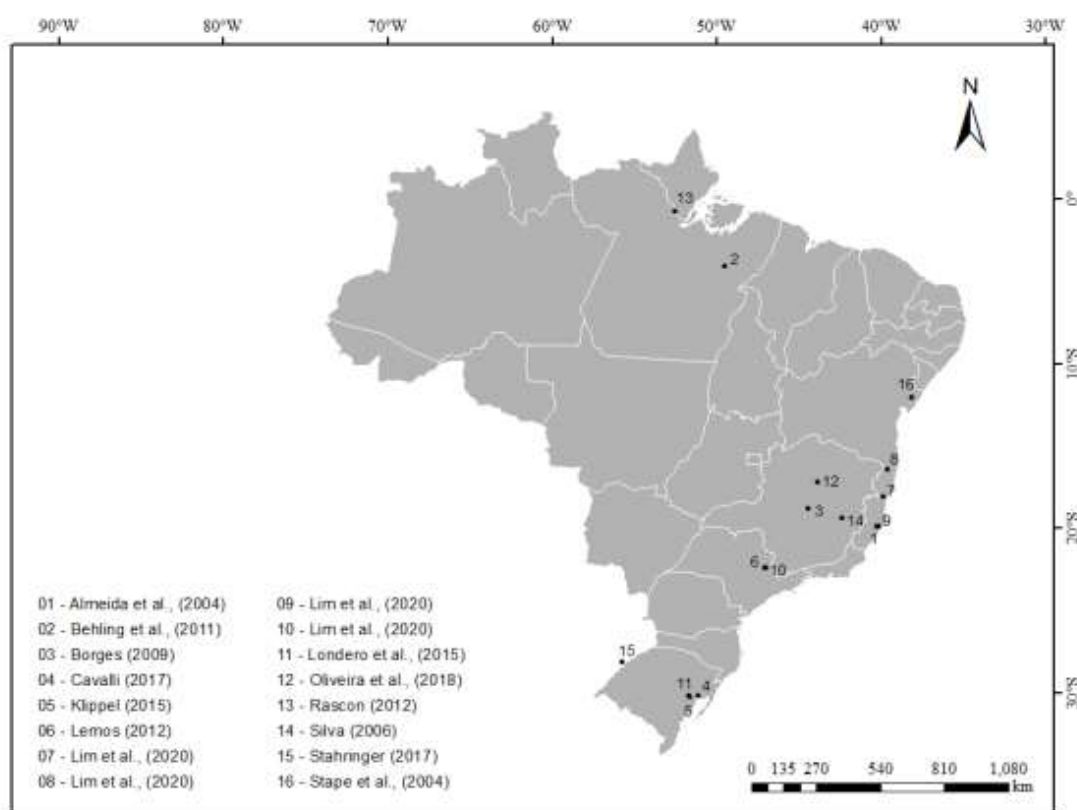 90°W 80°W 70°W 60°W 50°W 40°W 30°W
N
0°
10°S
20°S
30°S
13
2
16
8
7
12
3
14
9
1
6
10
15
11
4
5
01 - Almeida et al., (2004)
02 - Behling et al., (2011)
03 - Borges (2009)
04 - Cavalli (2017)
05 - Klippel (2015)
06 - Lemos (2012)
07 - Lim et al., (2020)
08 - Lim et al., (2020)
09 - Lim et al., (2020)
10 - Lim et al., (2020)
11 - Londero et al., (2015)
12 - Oliveira et al., (2018)
13 - Rascon (2012)
14 - Silva (2006)
15 - Stahringer (2017)
16 - Stape et al., (2004)
0 135 270 540 810 1,080
km